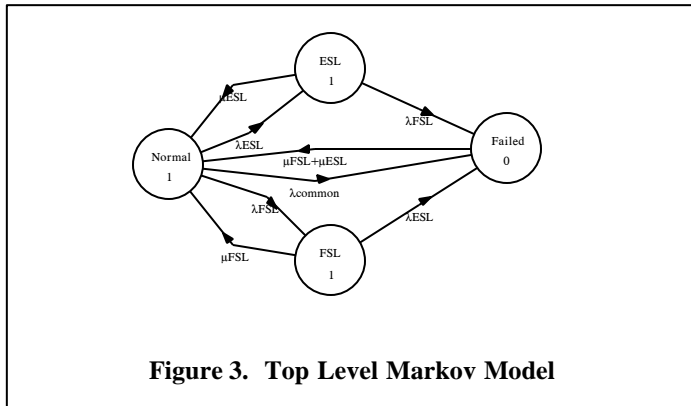 ESL
1
μESL
λFSL
λESL
Failed
0
Normal
1
μFSL+μESL
λcommon
λFSL
λESL
μFSL
FSL
1
Figure 3. Top Level Markov Model